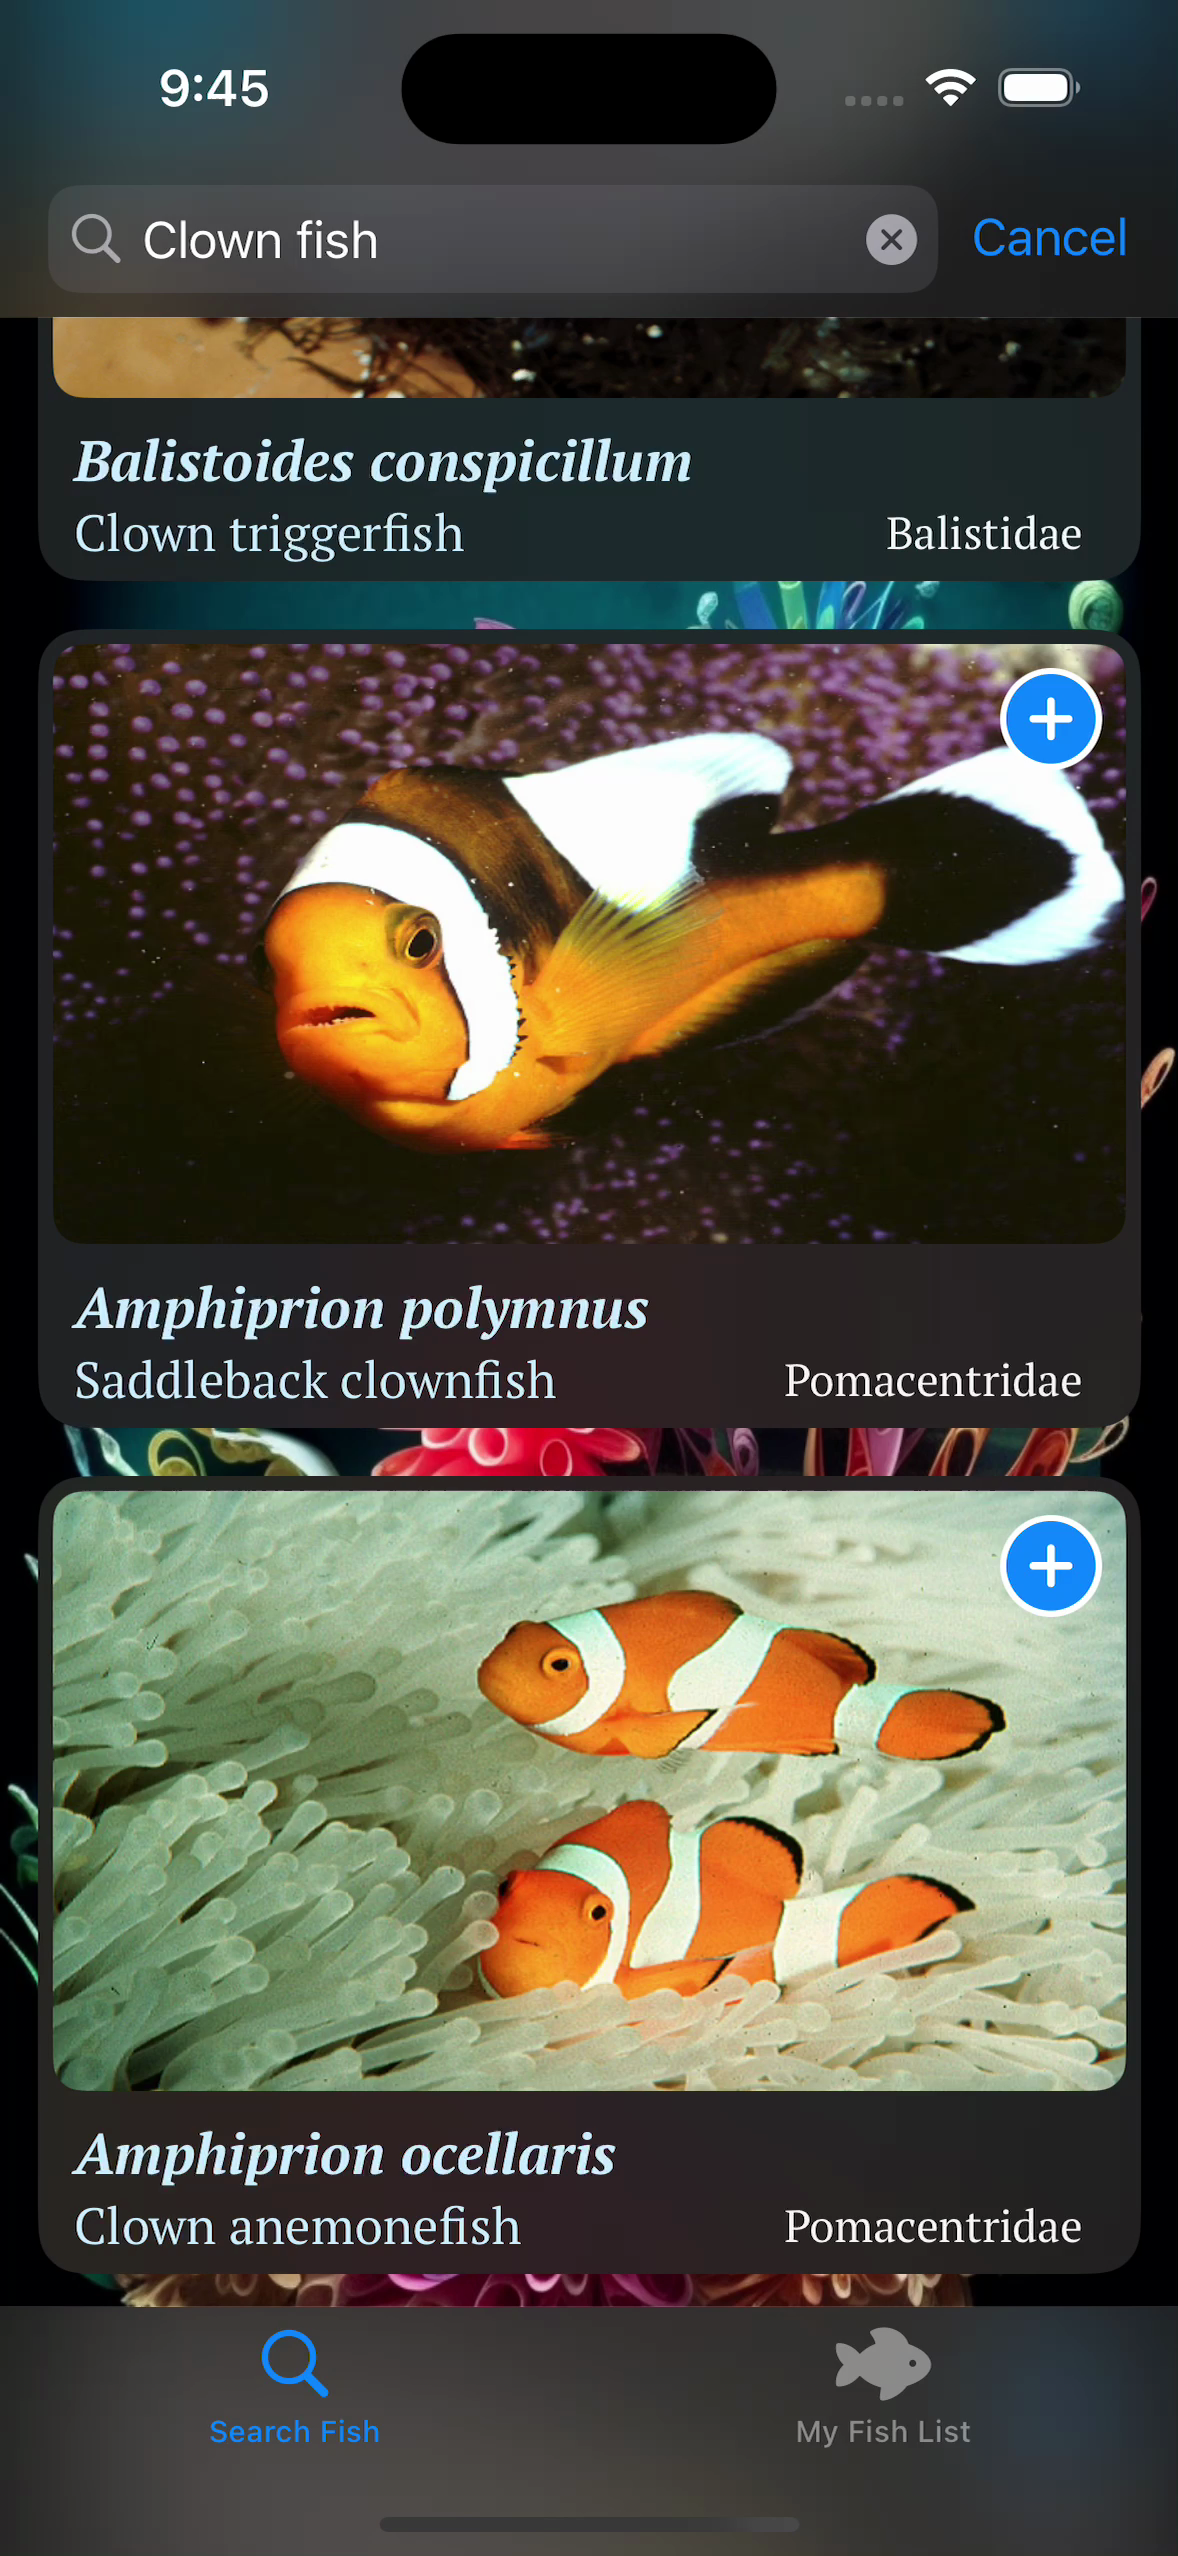 9:45
Clown fish
Cancel
Balistoides conspicillum
Clown triggerfish
Balistidae
Amphiprion polymnus
Saddleback clownfish
Pomacentridae
Amphiprion ocellaris
Clown anemonefish
Pomacentridae
Search Fish
My Fish List